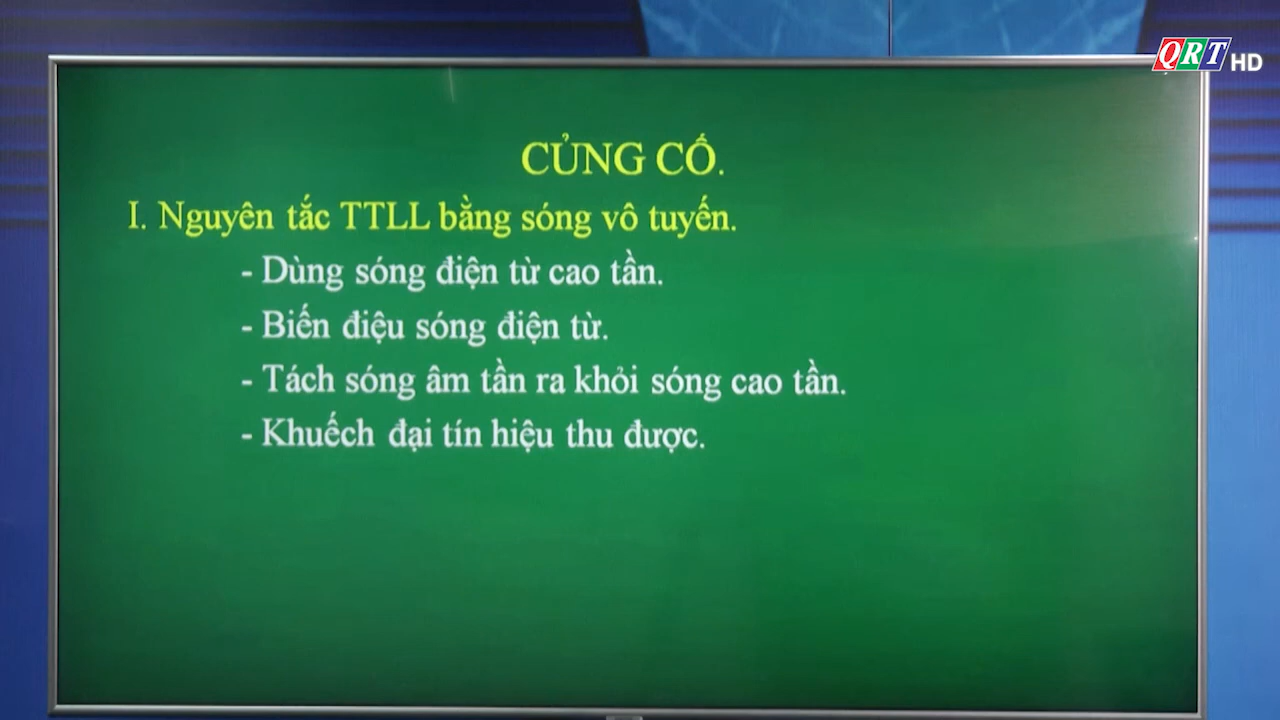 QRT HD
CỦNG CỐ.
I. Nguyên tắc TTLL bằng sóng vô tuyến.
- Dùng sóng điện từ cao tần.
- Biến điệu sóng điện từ.
- Tách sóng âm tần ra khỏi sóng cao tần.
- Khuếch đại tín hiệu thu được.